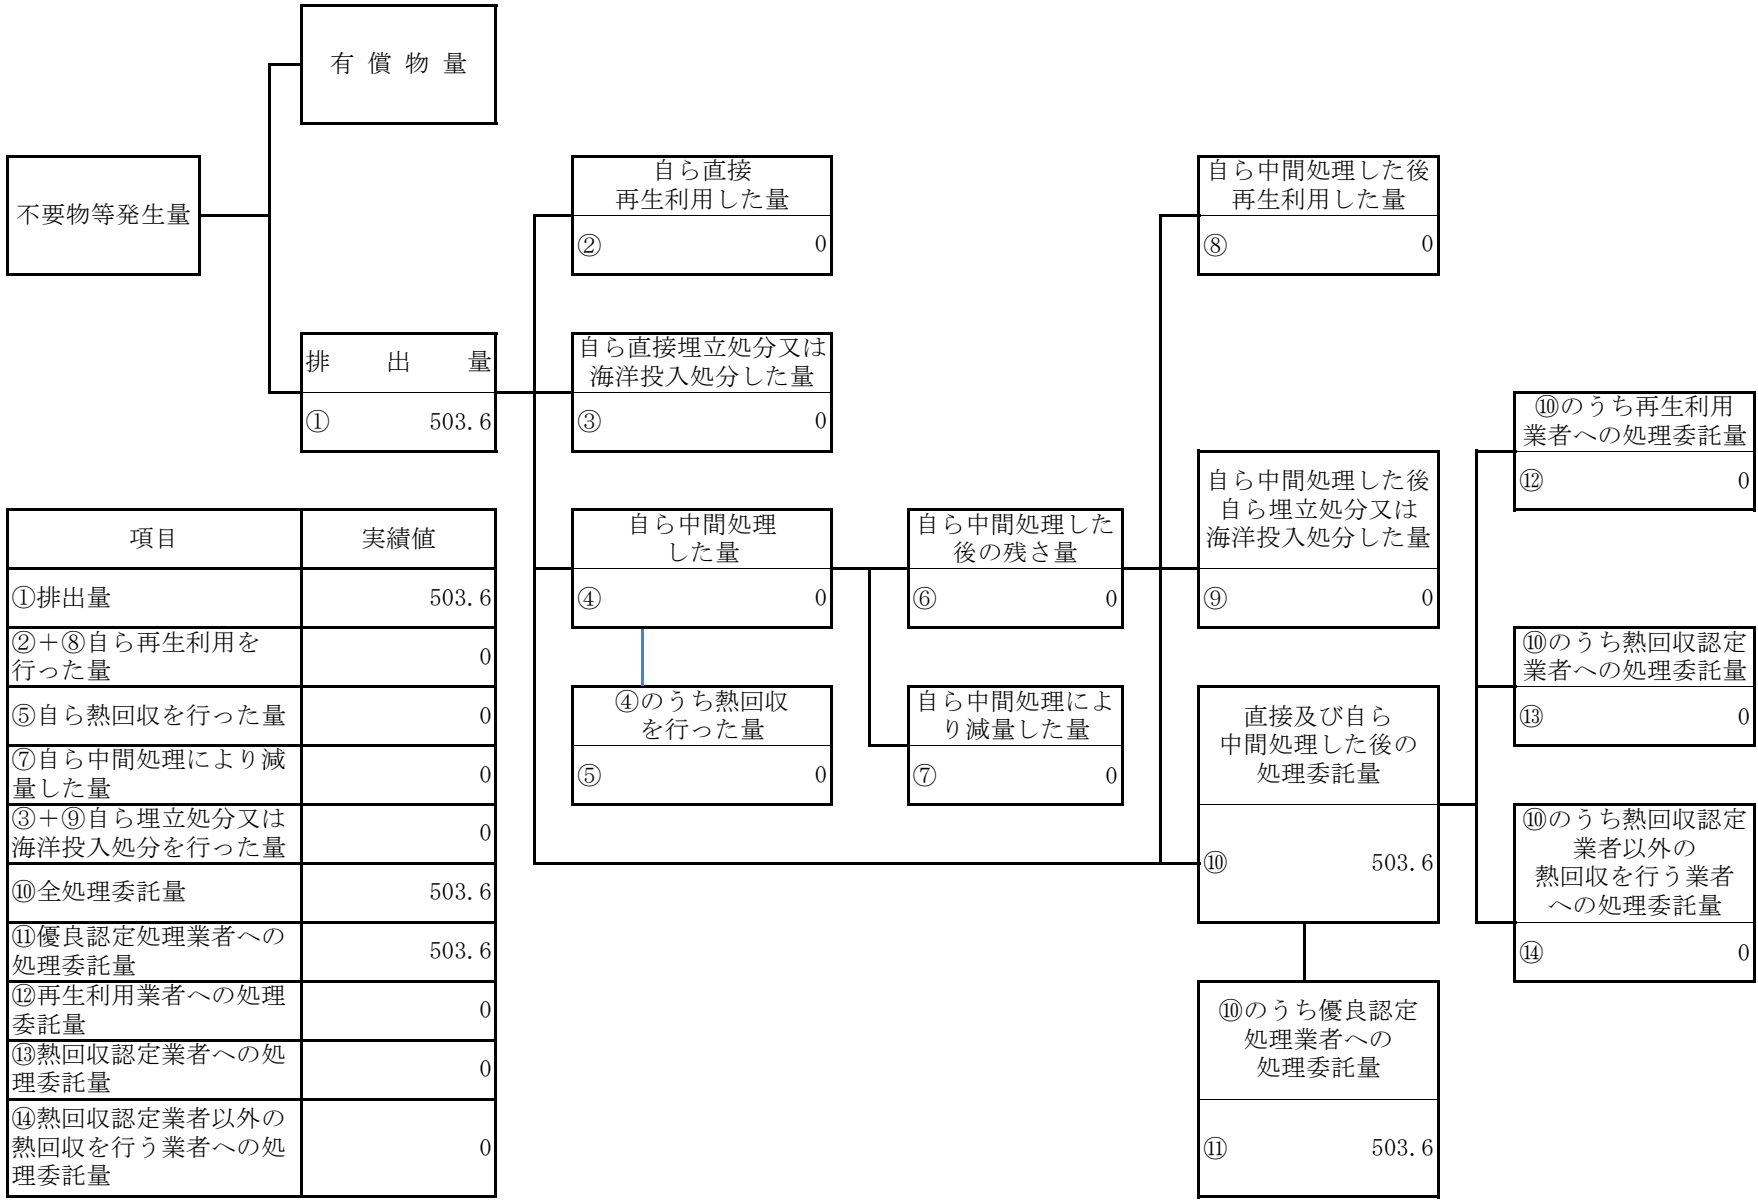 有 償 物 量
不要物等発生量
自ら直接
再生利用した量
② 0
自ら中間処理した後
再生利用した量
⑧ 0
排 出 量
① 503.6
自ら直接埋立処分又は
海洋投入処分した量
③ 0
⑩のうち再生利用
業者への処理委託量
⑫ 0
自ら中間処理した後
自ら埋立処分又は
海洋投入処分した量
⑨ 0
自ら中間処理
した量
④ 0
自ら中間処理した
後の残さ量
⑥ 0
⑩のうち熱回収認定
業者への処理委託量
⑬ 0
④のうち熱回収
を行った量
⑤ 0
自ら中間処理によ
り減量した量
⑦ 0
直接及び自ら
中間処理した後の
処理委託量
⑩ 503.6
⑩のうち熱回収認定
業者以外の
熱回収を行う業者
への処理委託量
⑭ 0
⑩のうち優良認定
処理業者への
処理委託量
⑪ 503.6
項目 実績値
①排出量 503.6
②+⑧自ら再生利用を
行った量 0
⑤自ら熱回収を行った量 0
⑦自ら中間処理により減
量した量 0
③+⑨自ら埋立処分又は
海洋投入処分を行った量 0
⑩全処理委託量 503.6
⑪優良認定処理業者への
処理委託量 503.6
⑫再生利用業者への処理
委託量 0
⑬熱回収認定業者への処
理委託量 0
⑭熱回収認定業者以外の
熱回収を行う業者への処
理委託量 0